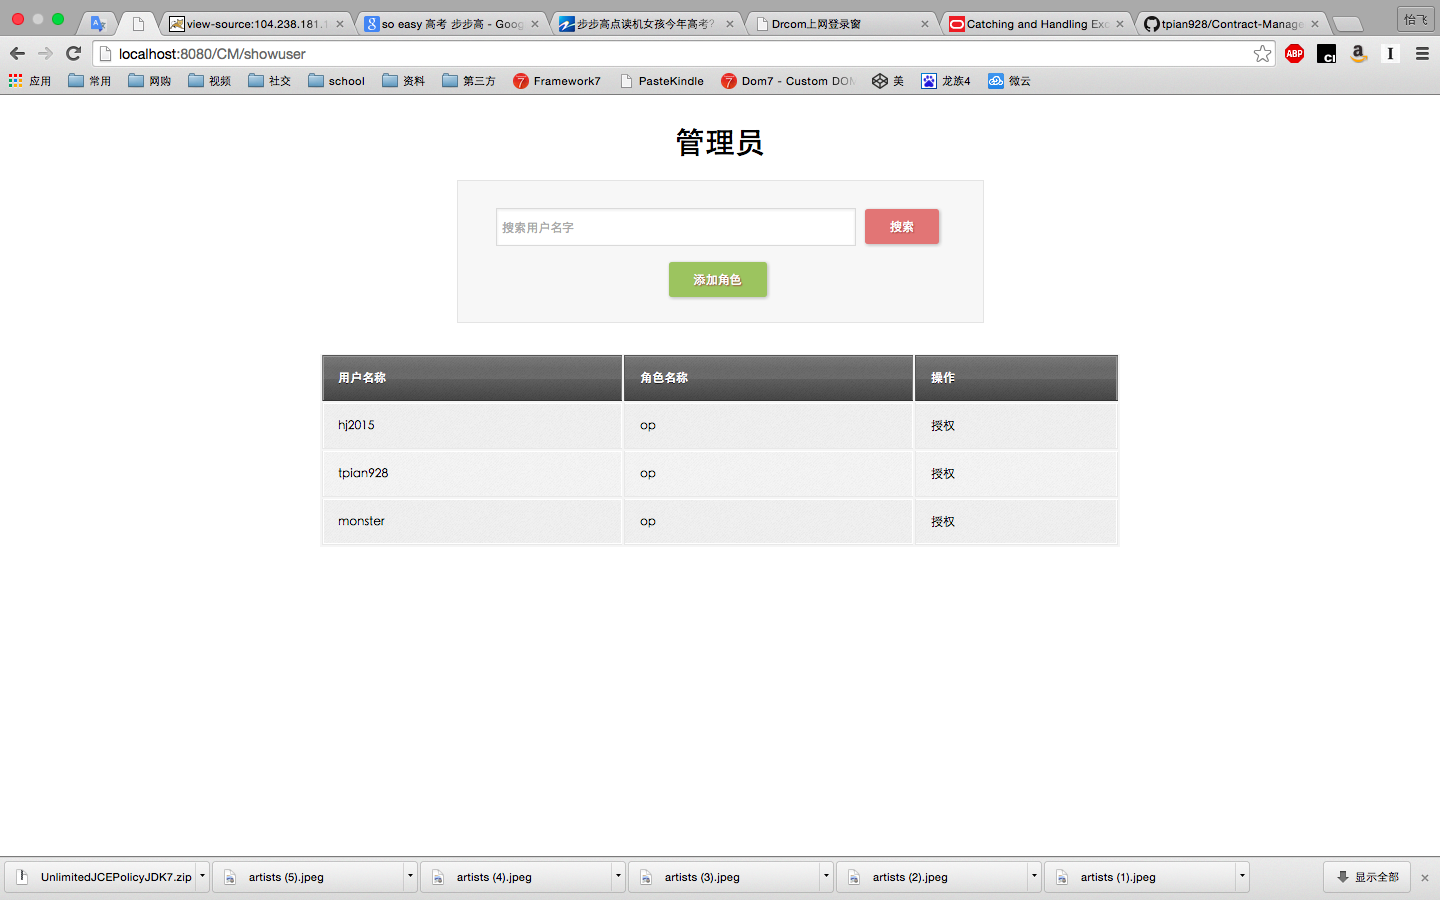 view-source:104.238.181.1
so easy 高考 步步高 - Goog
步步高点读机女孩今年高考?
Drcom上网登录窗
Catching and Handling Exc
tpian928/Contract-Manage
怡飞
localhost:8080/CM/showuser
ABP
应用
常用
网购
视频
社交
school
资料
第三方
Framework7
PasteKindle
Dom7 - Custom DOM
美
龙族4
微云
管理员
搜索用户名字
搜索
添加角色
用户名称 角色名称 操作
hj2015 op 授权
tpian928 op 授权
monster op 授权
UnlimitedJCEPolicyJDK7.zip
artists (5).jpeg
artists (4).jpeg
artists (3).jpeg
artists (2).jpeg
artists (1).jpeg
显示全部